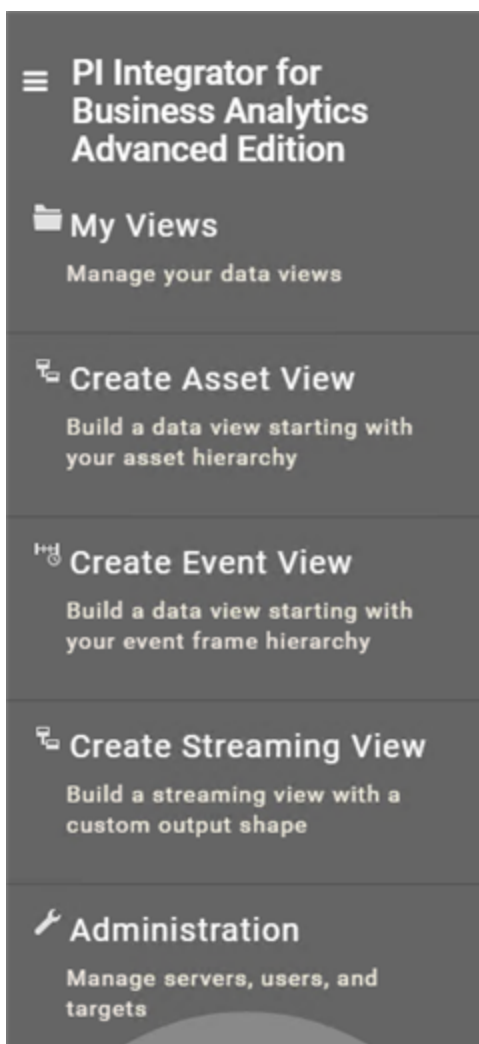 PI Integrator for
Business Analytics
Advanced Edition
My Views
Manage your data views
Create Asset View
Build a data view starting with
your asset hierarchy
Create Event View
Build a data view starting with
your event frame hierarchy
Create Streaming View
Build a streaming view with a
custom output shape
Administration
Manage servers, users, and
targets